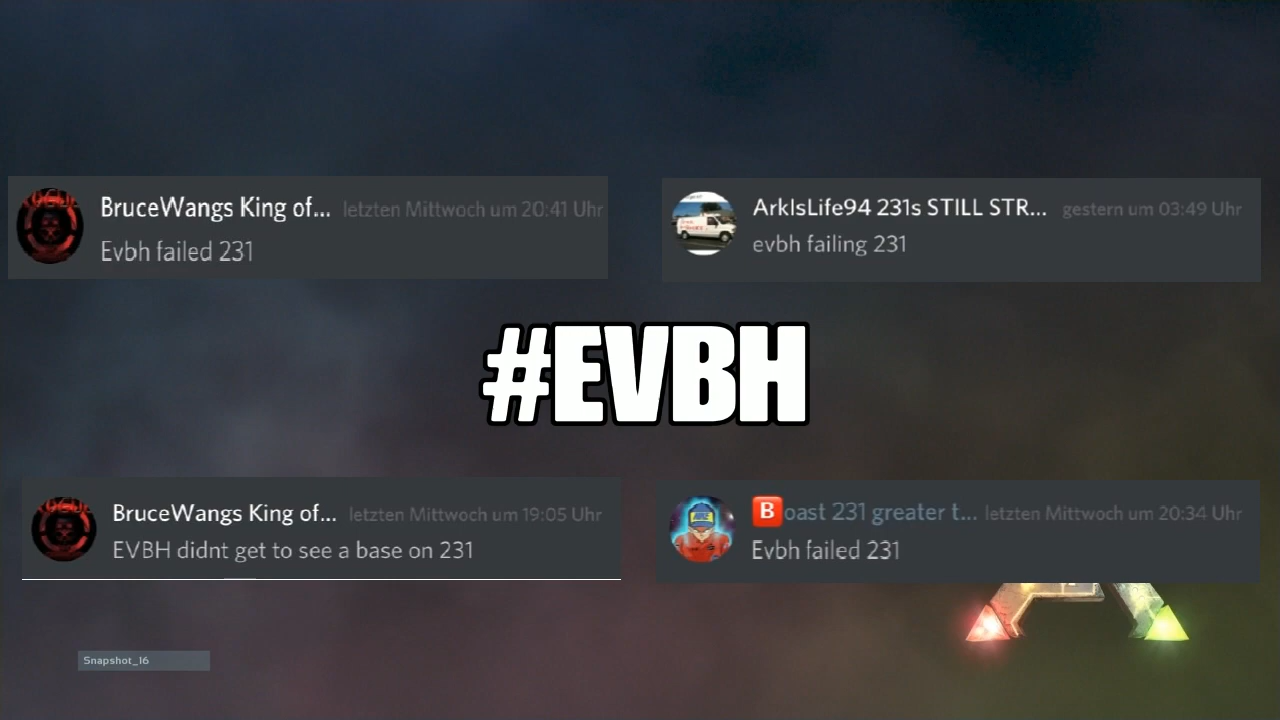 BruceWangs King of... letzten Mittwoch um 20:41 Uhr
Evbh failed 231
ArkIsLife94 231s STILL STR... gestern um 03:49 Uhr
evbh failing 231
#EVBH
BruceWangs King of... letzten Mittwoch um 19:05 Uhr
EVBH didnt get to see a base on 231
🅱oast 231 greater t... letzten Mittwoch um 20:34 Uhr
Evbh failed 231
Snapshot_16